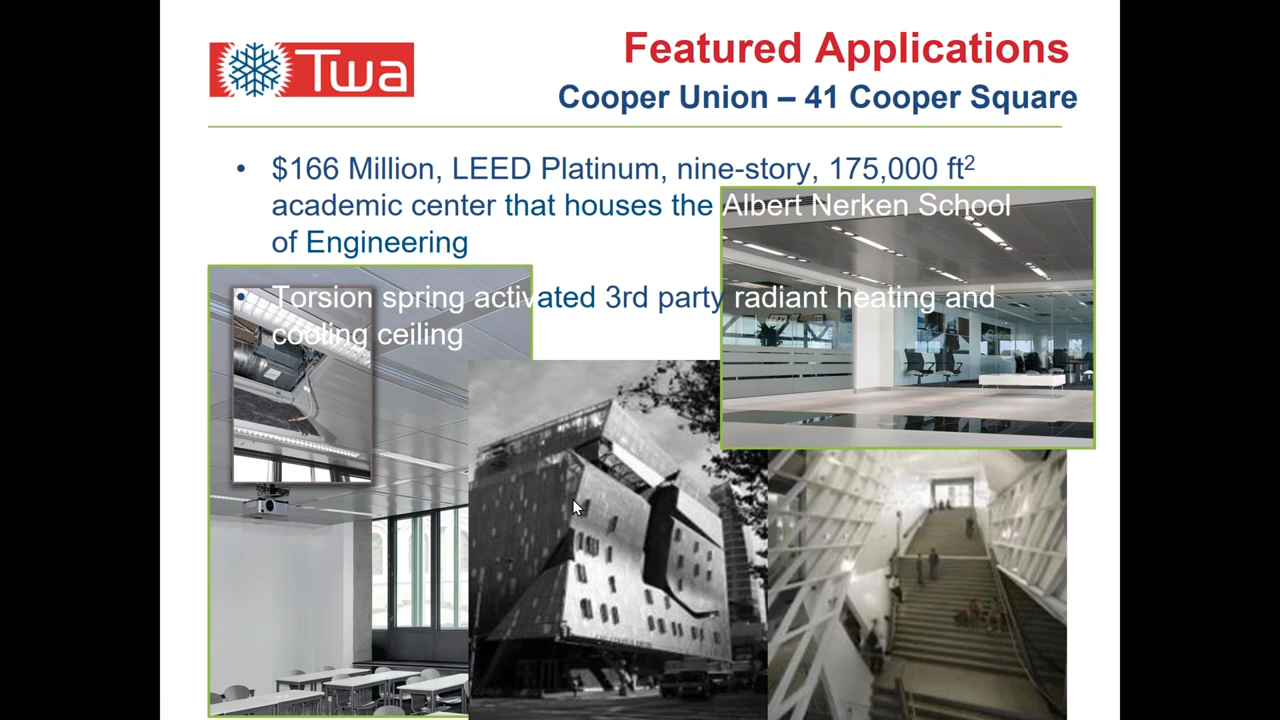 Twa
Featured Applications
Cooper Union – 41 Cooper Square
• $166 Million, LEED Platinum, nine-story, 175,000 ft²
academic center that houses the Albert Nerken School
of Engineering
• Torsion spring activated 3rd party radiant heating and
cooling ceiling